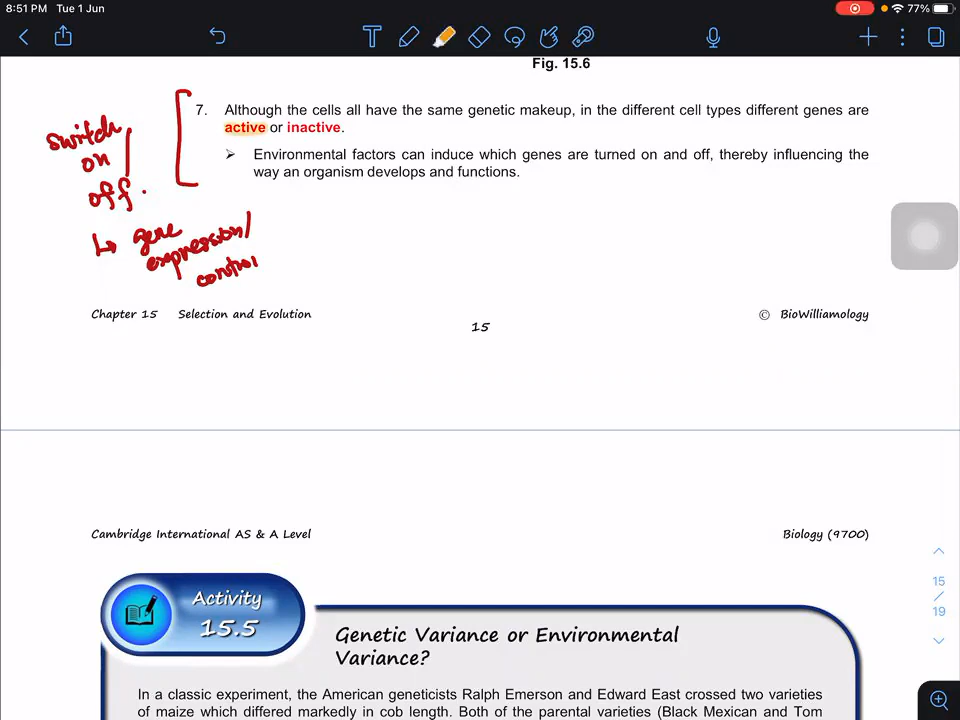 8:51 PM Tue 1 Jun
77%
T
Fig. 15.6
7. Although the cells all have the same genetic makeup, in the different cell types different genes are
active or inactive.
Environmental factors can induce which genes are turned on and off, thereby influencing the
way an organism develops and functions.
switch
on
off.
gene
expression/
control
Chapter 15 Selection and Evolution
15
© BioWilliamology
Cambridge International AS & A Level
Biology (9700)
15
/
19
Activity
15.5
Genetic Variance or Environmental
Variance?
In a classic experiment, the American geneticists Ralph Emerson and Edward East crossed two varieties
of maize which differed markedly in cob length. Both of the parental varieties (Black Mexican and Tom